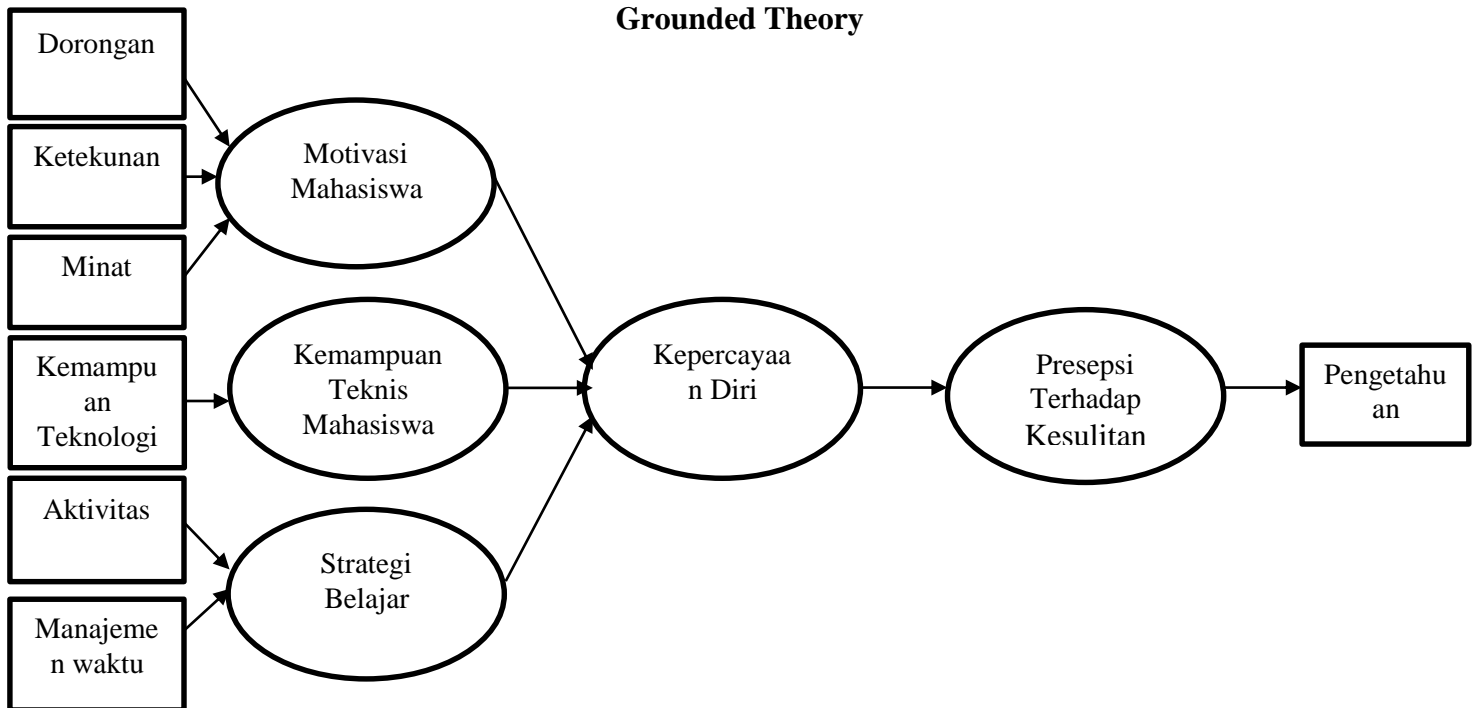 Grounded Theory
Dorongan
Ketekunan
Minat
Kemampu
an
Teknologi
Aktivitas
Manajeme
n waktu
Motivasi
Mahasiswa
Kemampuan
Teknis
Mahasiswa
Strategi
Belajar
Kepercayaa
n Diri
Presepsi
Terhadap
Kesulitan
Pengetahu
an